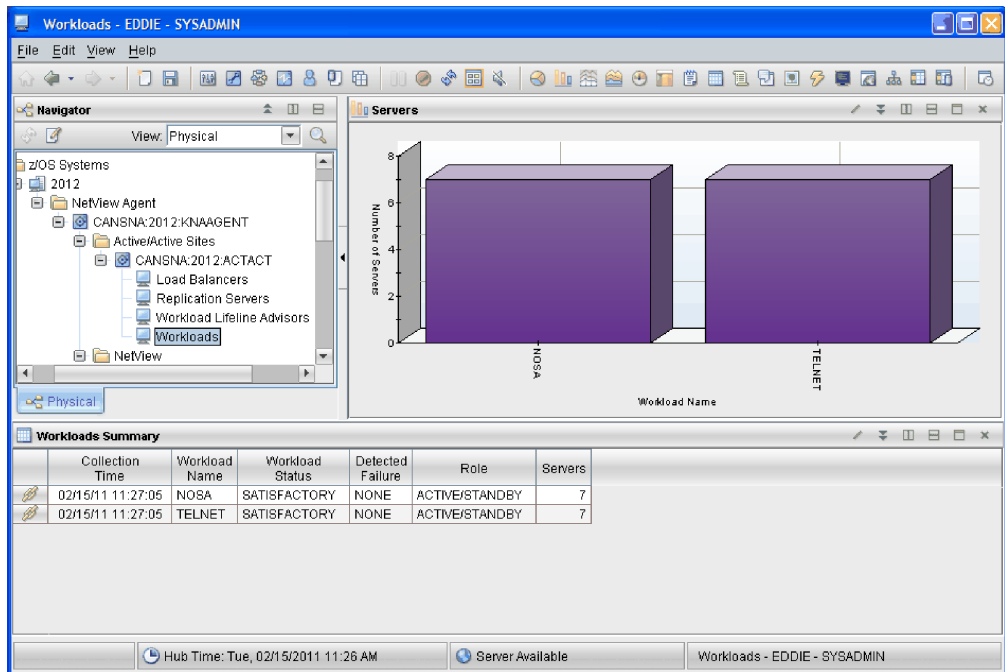 Workloads - EDDIE - SYSADMIN
File Edit View Help
Navigator
View: Physical
z/OS Systems
2012
NetView Agent
CANSNA:2012:KNAAGENT
Active/Active Sites
CANSNA:2012:ACTACT
Load Balancers
Replication Servers
Workload Lifeline Advisors
Workloads
NetView
Physical
Servers
8
6
4
2
0
Number of Servers
NOSA
TELNET
Workload Name
Workloads Summary
Collection Time Workload Name Workload Status Detected Failure Role Servers
02/15/11 11:27:05 NOSA SATISFACTORY NONE ACTIVE/STANDBY 7
02/15/11 11:27:05 TELNET SATISFACTORY NONE ACTIVE/STANDBY 7
Hub Time: Tue, 02/15/2011 11:26 AM Server Available Workloads - EDDIE - SYSADMIN